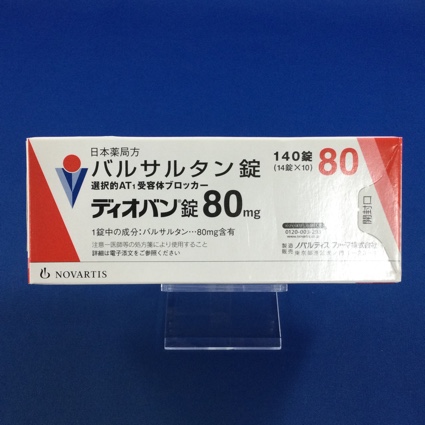 日本薬局方
バルサルタン錠
選択的AT1受容体ブロッカー
ディオバン®錠80mg
140錠
(14錠×10)
80
1錠中の成分:バルサルタン…80mg含有
注意-医師等の処方箋により使用すること
詳細は電子添文をご参照ください
開封口
製造
販売
ノバルティス ファーマ株式会社
NOVARTIS